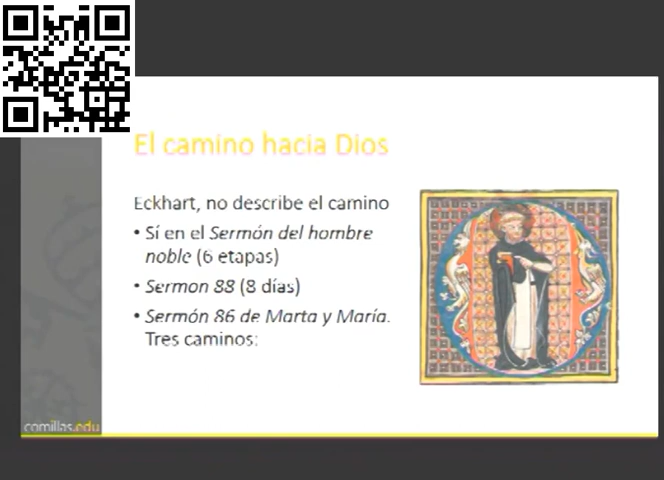 El camino hacia Dios
Eckhart, no describe el camino
• Sí en el Sermón del hombre
noble (6 etapas)
• Sermon 88 (8 días)
• Sermón 86 de Marta y María.
Tres caminos:
comillas.edu